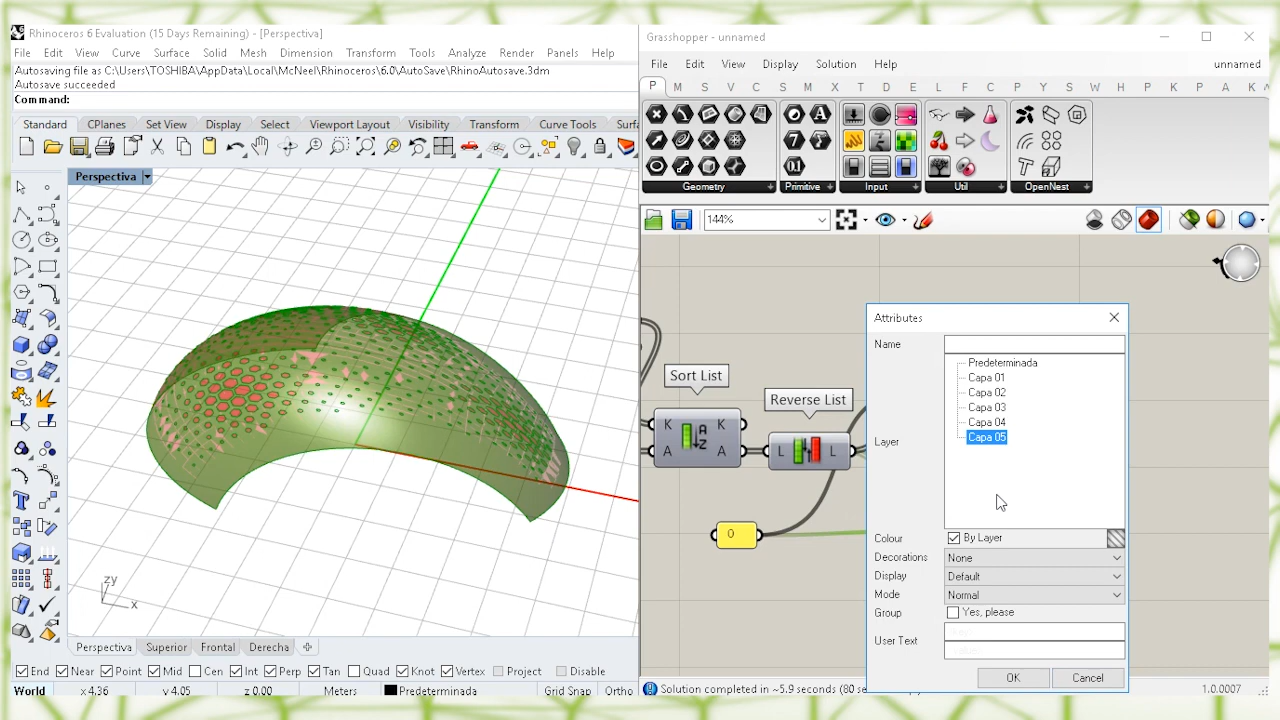 Rhinoceros 6 Evaluation (15 Days Remaining) - [Perspectiva]
File Edit View Curve Surface Solid Mesh Dimension Transform Tools Analyze Render Panels Help
Autosaving file as C:\Users\TOSHIBA\AppData\Local\McNeel\Rhinoceros\6.0\AutoSave\RhinoAutosave.3dm
Autosave succeeded
Command:
Standard CPlanes Set View Display Select Viewport Layout Visibility Transform Curve Tools Surfa
Perspectiva
zy
x
Perspectiva Superior Frontal Derecha
End Near Point Mid Cen Int Perp Tan Quad Knot Vertex Project Disable
World x 4.36 y 4.05 z 0.00 Meters Predeterminada Grid Snap Ortho
Grasshopper - unnamed
File Edit View Display Solution Help unnamed
P M S V C S M X T D E L F C P Y K P A K
Geometry Primitive Input Util OpenNest
144%
Sort List
K K
A A
A
Z
Reverse List
L L
0
Attributes
Name
Predeterminada
Capa 01
Capa 02
Capa 03
Capa 04
Layer
Capa 05
Colour By Layer
Decorations None
Display Default
Mode Normal
Group Yes, please
User Text
OK Cancel
Solution completed in ~5.9 seconds (80 se
1.0.0007